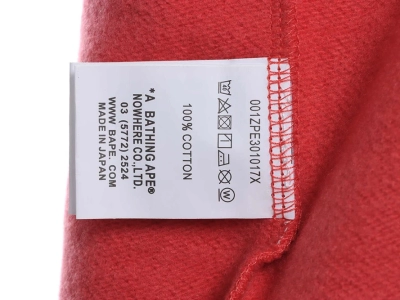 001ZPE301017X
100% COTTON
*A BATHING APE®
NOWHERE CO.,LTD.
03 (5772) 2524
WWW.BAPE.COM
MADE IN JAPAN